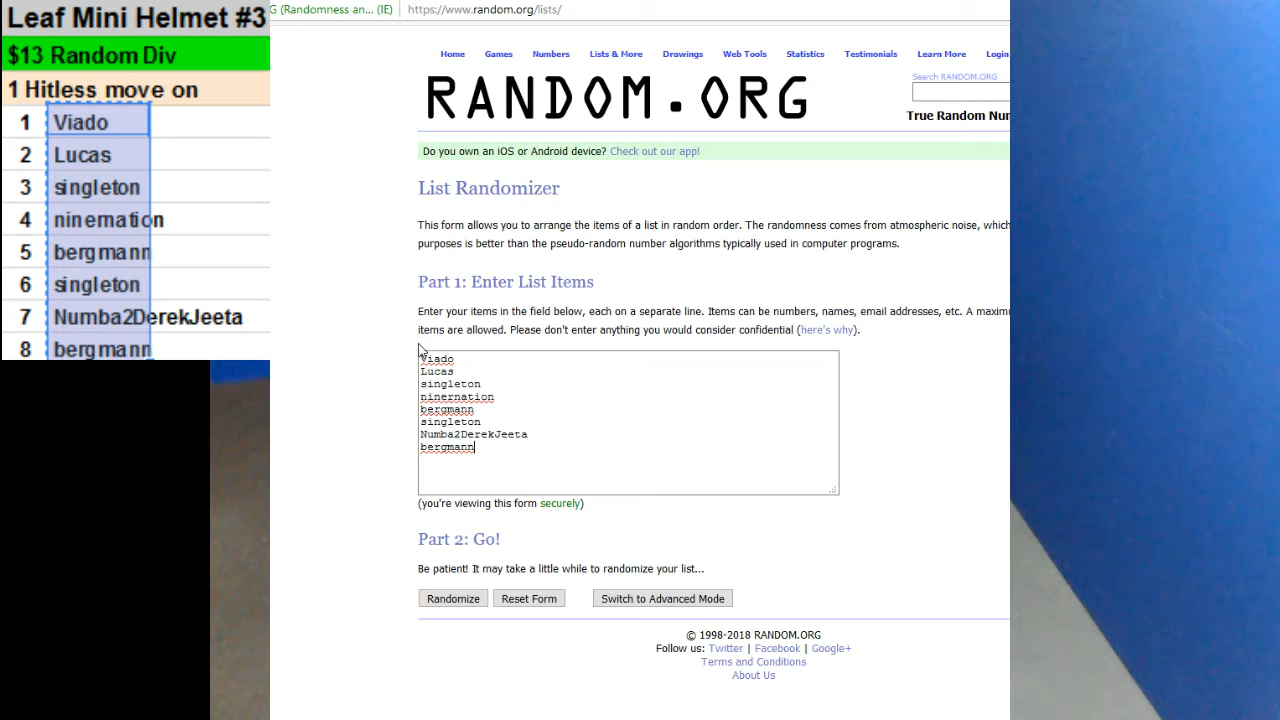 Leaf Mini Helmet #3
$13 Random Div
1 Hitless move on
1 Viado
2 Lucas
3 singleton
4 ninernation
5 bergmann
6 singleton
7 Numba2DerekJeeta
8 bergmann
G (Randomness an... (IE)
https://www.random.org/lists/
Home Games Numbers Lists & More Drawings Web Tools Statistics Testimonials Learn More Login
RANDOM.ORG
Search RANDOM.ORG
True Random Nur
Do you own an iOS or Android device? Check out our app!
List Randomizer
This form allows you to arrange the items of a list in random order. The randomness comes from atmospheric noise, which
purposes is better than the pseudo-random number algorithms typically used in computer programs.
Part 1: Enter List Items
Enter your items in the field below, each on a separate line. Items can be numbers, names, email addresses, etc. A maximu
items are allowed. Please don't enter anything you would consider confidential (here's why).
Viado
Lucas
singleton
ninernation
bergmann
singleton
Numba2DerekJeeta
bergmann
(you're viewing this form securely)
Part 2: Go!
Be patient! It may take a little while to randomize your list...
Randomize Reset Form Switch to Advanced Mode
© 1998-2018 RANDOM.ORG
Follow us: Twitter | Facebook | Google+
Terms and Conditions
About Us